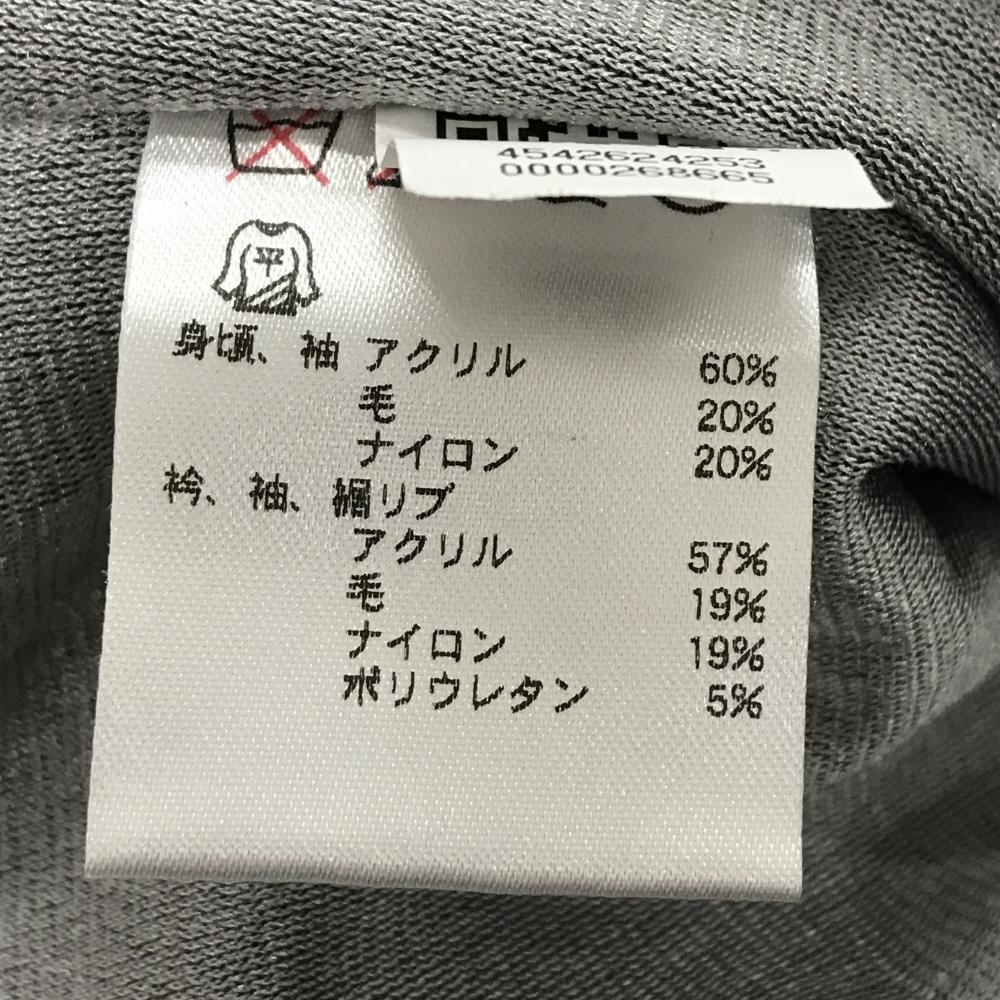 4542624253
0000268665
平
身頃、袖 アクリル 60%
毛 20%
ナイロン 20%
衿、袖、裾リブ
アクリル 57%
毛 19%
ナイロン 19%
ポリウレタン 5%